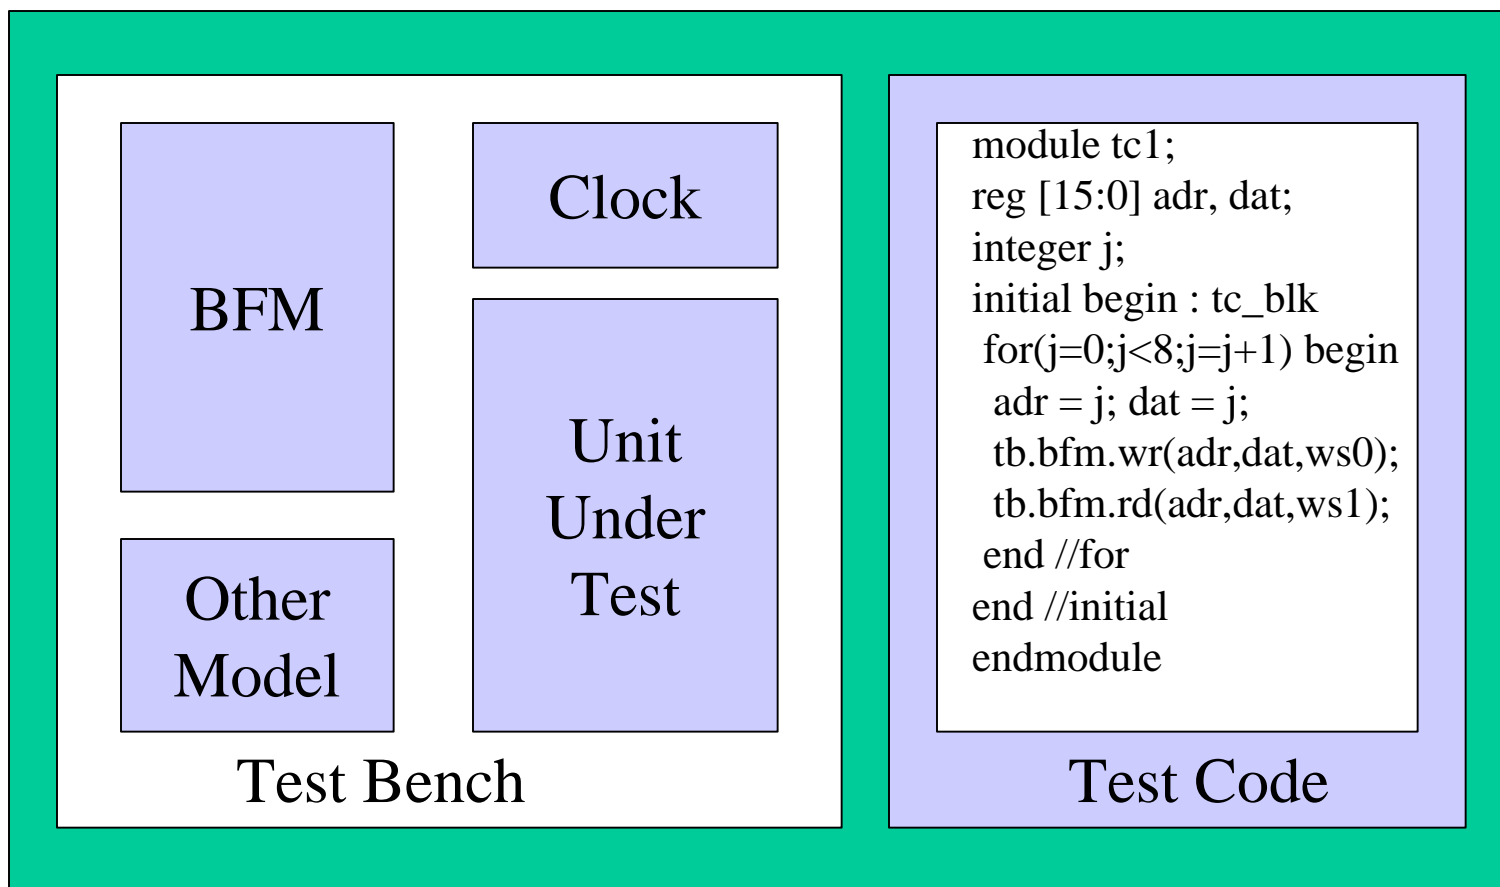 BFM
Clock
Unit
Under
Test
Other
Model
Test Bench
module tc1;
reg [15:0] adr, dat;
integer j;
initial begin : tc_blk
for(j=0;j<8;j=j+1) begin
adr = j; dat = j;
tb.bfm.wr(adr,dat,ws0);
tb.bfm.rd(adr,dat,ws1);
end //for
end //initial
endmodule
Test Code